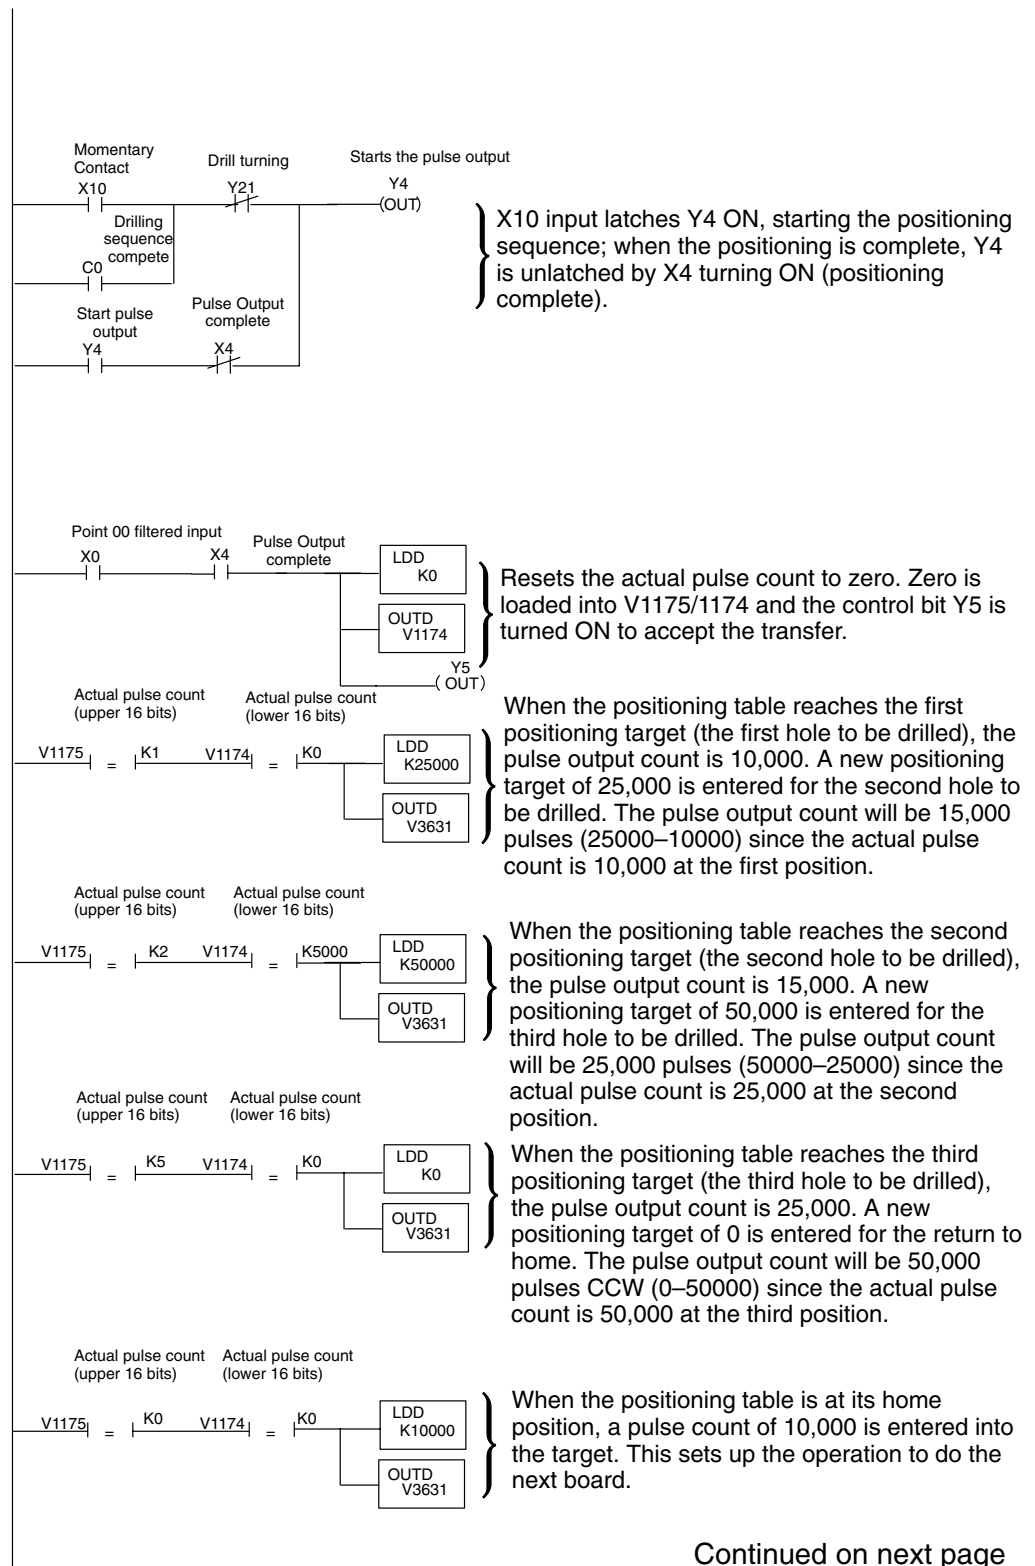 Momentary
Contact
X10
Drill turning
Y21
Starts the pulse output
Y4
(OUT)
Drilling
sequence
compete
C0
Start pulse
output
Y4
Pulse Output
complete
X4
X10 input latches Y4 ON, starting the positioning
sequence; when the positioning is complete, Y4
is unlatched by X4 turning ON (positioning
complete).
Point 00 filtered input
X0
X4
Pulse Output
complete
LDD
K0
OUTD
V1174
Y5
( OUT)
Resets the actual pulse count to zero. Zero is
loaded into V1175/1174 and the control bit Y5 is
turned ON to accept the transfer.
Actual pulse count
(upper 16 bits)
Actual pulse count
(lower 16 bits)
V1175 = K1 V1174 = K0
LDD
K25000
OUTD
V3631
When the positioning table reaches the first
positioning target (the first hole to be drilled), the
pulse output count is 10,000. A new positioning
target of 25,000 is entered for the second hole to
be drilled. The pulse output count will be 15,000
pulses (25000–10000) since the actual pulse
count is 10,000 at the first position.
Actual pulse count
(upper 16 bits)
Actual pulse count
(lower 16 bits)
V1175 = K2 V1174 = K5000
LDD
K50000
OUTD
V3631
When the positioning table reaches the second
positioning target (the second hole to be drilled),
the pulse output count is 15,000. A new
positioning target of 50,000 is entered for the
third hole to be drilled. The pulse output count
will be 25,000 pulses (50000–25000) since the
actual pulse count is 25,000 at the second
position.
Actual pulse count
(upper 16 bits)
Actual pulse count
(lower 16 bits)
V1175 = K5 V1174 = K0
LDD
K0
OUTD
V3631
When the positioning table reaches the third
positioning target (the third hole to be drilled),
the pulse output count is 25,000. A new
positioning target of 0 is entered for the return to
home. The pulse output count will be 50,000
pulses CCW (0–50000) since the actual pulse
count is 50,000 at the third position.
Actual pulse count
(upper 16 bits)
Actual pulse count
(lower 16 bits)
V1175 = K0 V1174 = K0
LDD
K10000
OUTD
V3631
When the positioning table is at its home
position, a pulse count of 10,000 is entered into
the target. This sets up the operation to do the
next board.
Continued on next page